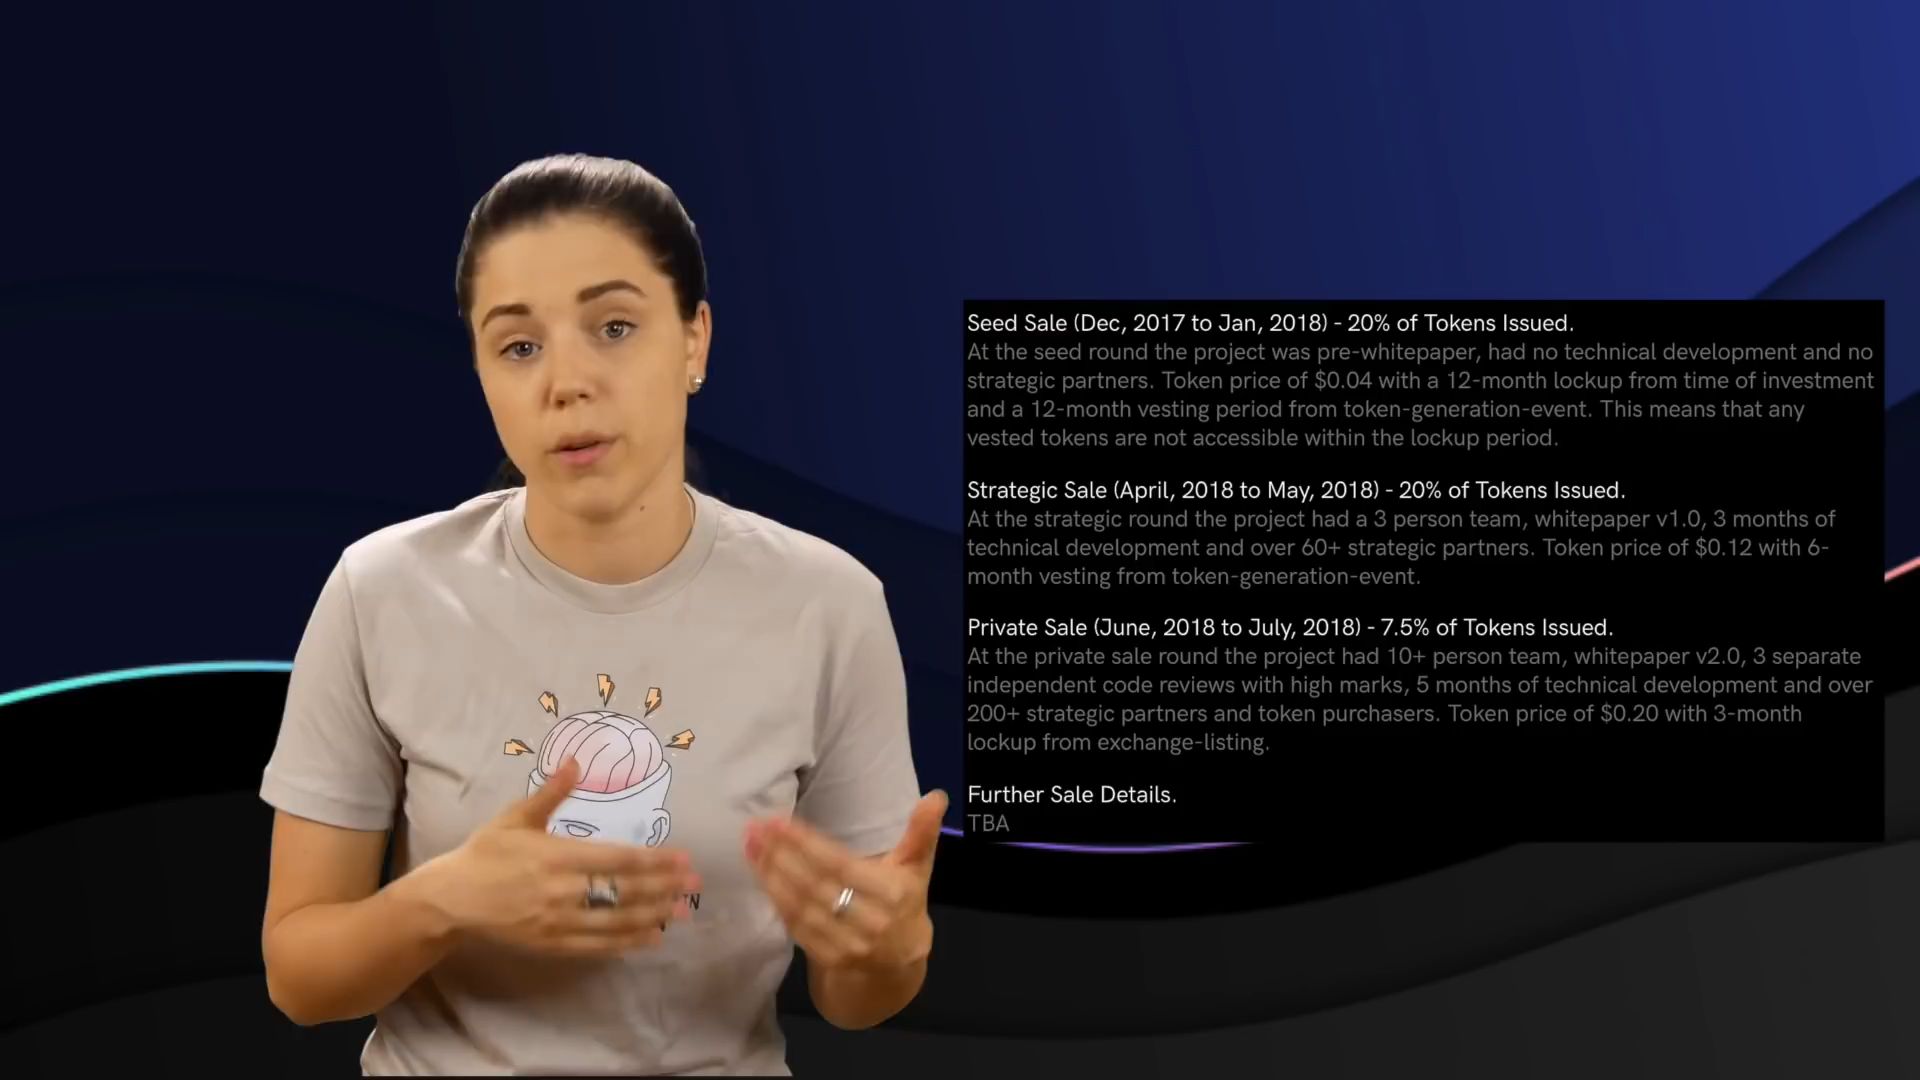 Seed Sale (Dec, 2017 to Jan, 2018) - 20% of Tokens Issued.
At the seed round the project was pre-whitepaper, had no technical development and no
strategic partners. Token price of $0.04 with a 12-month lockup from time of investment
and a 12-month vesting period from token-generation-event. This means that any
vested tokens are not accessible within the lockup period.
Strategic Sale (April, 2018 to May, 2018) - 20% of Tokens Issued.
At the strategic round the project had a 3 person team, whitepaper v1.0, 3 months of
technical development and over 60+ strategic partners. Token price of $0.12 with 6-
month vesting from token-generation-event.
Private Sale (June, 2018 to July, 2018) - 7.5% of Tokens Issued.
At the private sale round the project had 10+ person team, whitepaper v2.0, 3 separate
independent code reviews with high marks, 5 months of technical development and over
200+ strategic partners and token purchasers. Token price of $0.20 with 3-month
lockup from exchange-listing.
Further Sale Details.
TBA